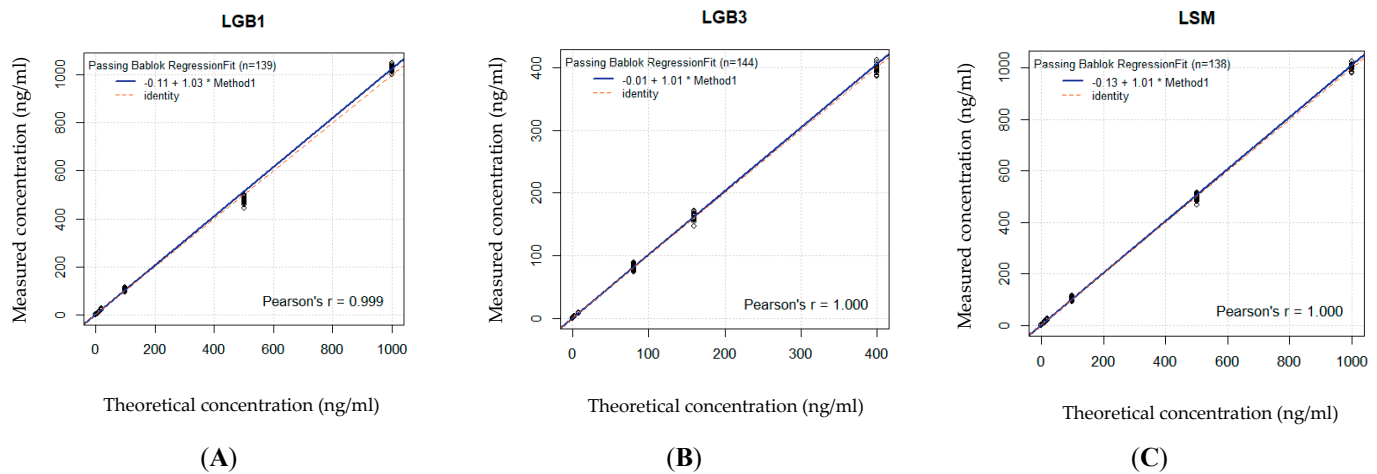 LGB1
Passing Bablok RegressionFit (n=139)
-0.11 + 1.03 * Method1
identity
Pearson's r = 0.999
0 200 400 600 800 1000
0 200 400 600 800 1000
Measured concentration (ng/ml)
Theoretical concentration (ng/ml)
(A)
LGB3
Passing Bablok RegressionFit (n=144)
-0.01 + 1.01 * Method1
identity
Pearson's r = 1.000
0 100 200 300 400
0 100 200 300 400
Measured concentration (ng/ml)
Theoretical concentration (ng/ml)
(B)
LSM
Passing Bablok RegressionFit (n=138)
-0.13 + 1.01 * Method1
identity
Pearson's r = 1.000
0 200 400 600 800 1000
0 200 400 600 800 1000
Measured concentration (ng/ml)
Theoretical concentration (ng/ml)
(C)